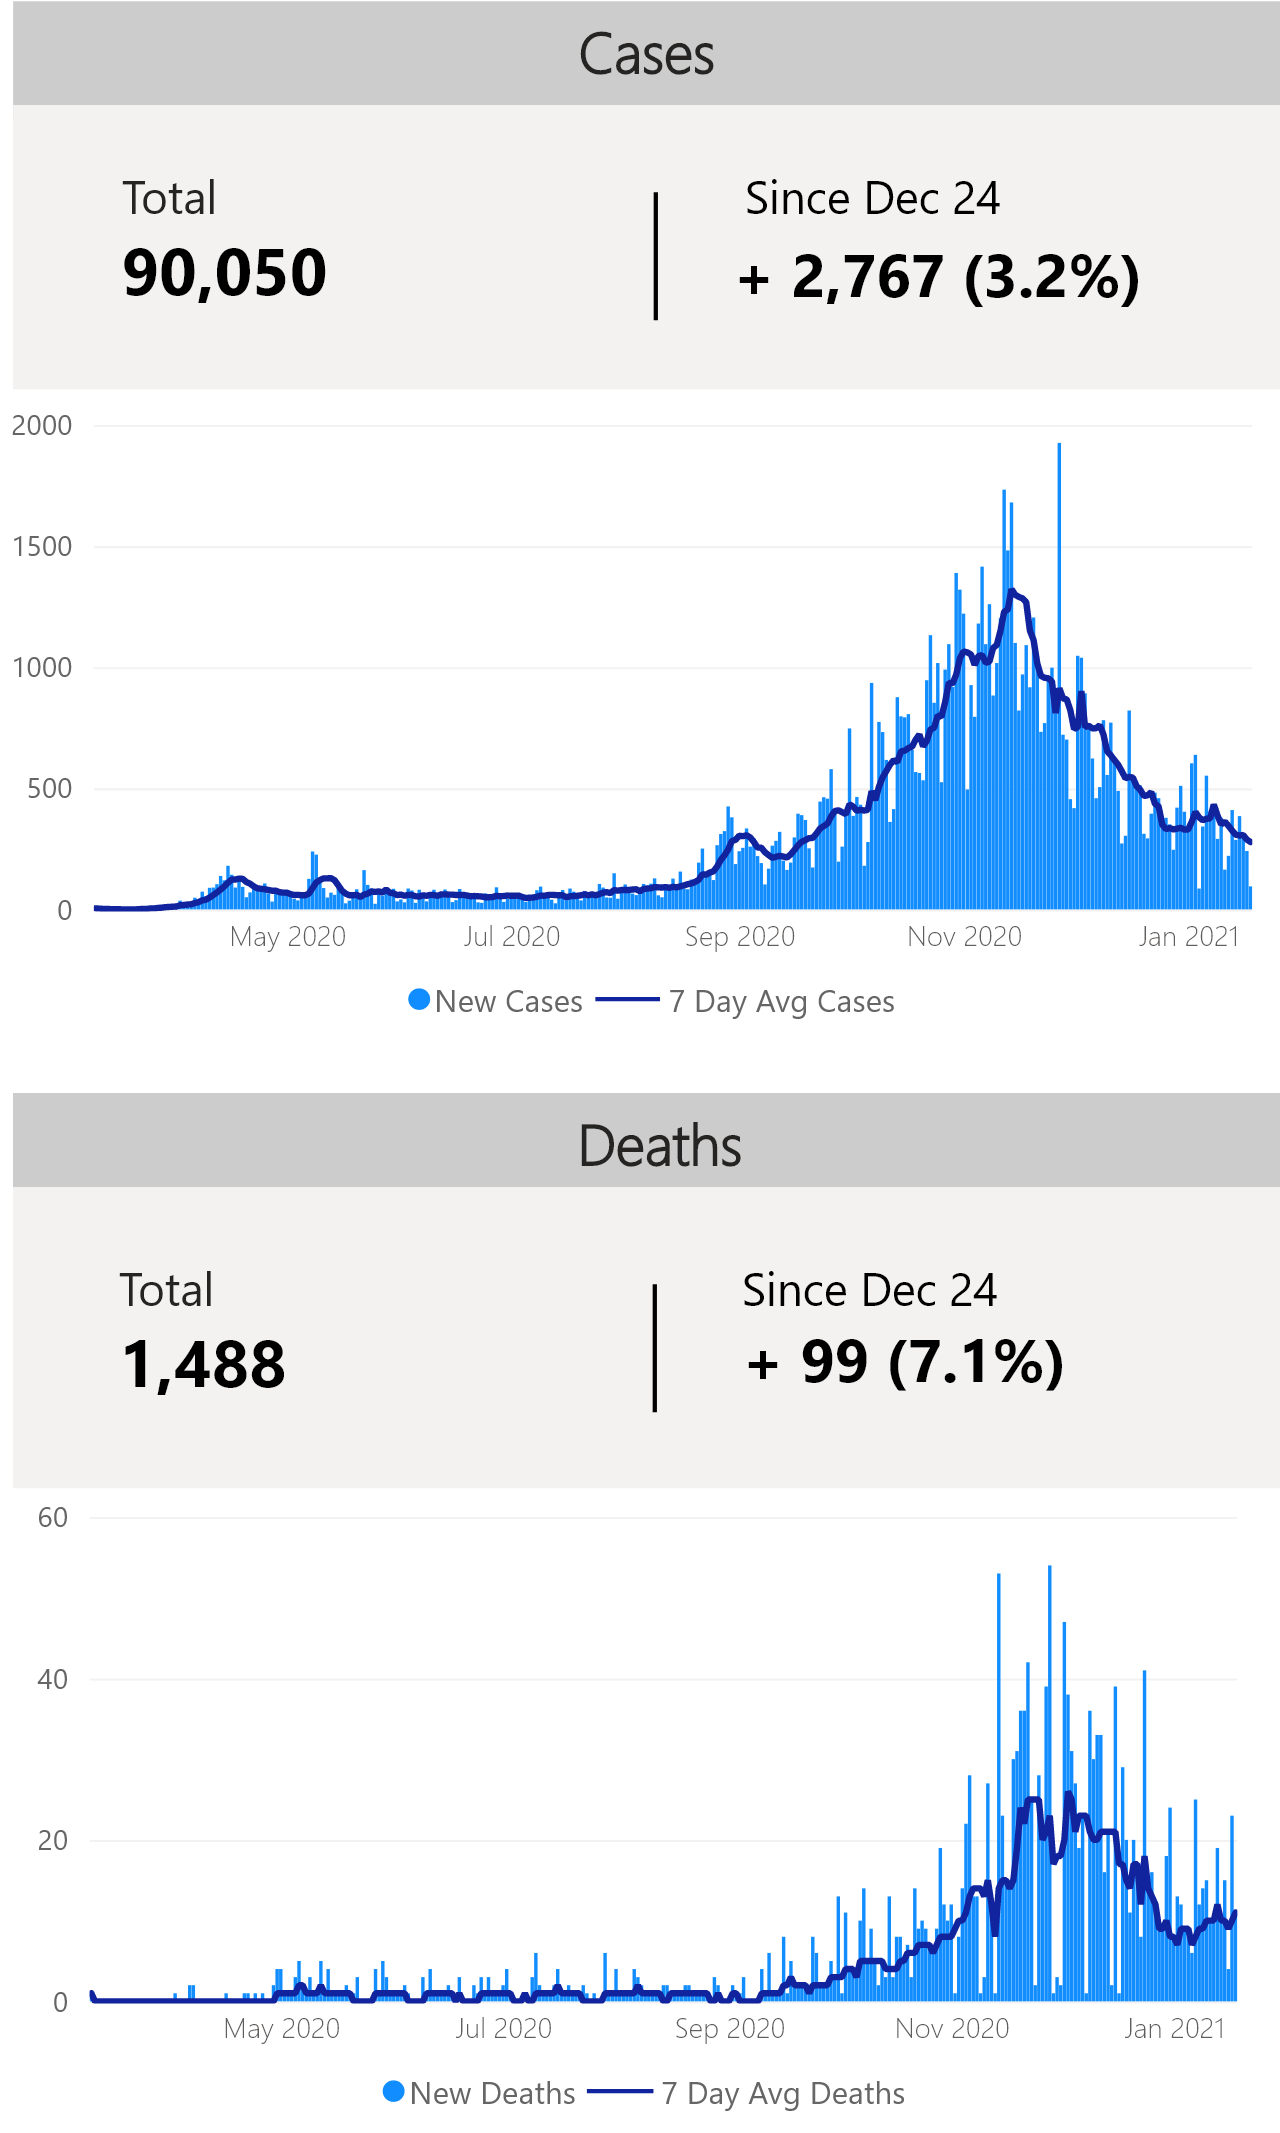 Cases
Total
Since Dec 24
90,050
+ 2,767 (3.2%)
2000
1500
1000
500
0
May 2020
Jul 2020
Sep 2020
Nov 2020
Jan 2021
New Cases
7 Day Avg Cases
Deaths
Total
Since Dec 24
1,488
+ 99 (7.1%)
60
40
20
0
May 2020
Jul 2020
Sep 2020
Nov 2020
Jan 2021
New Deaths
7 Day Avg Deaths